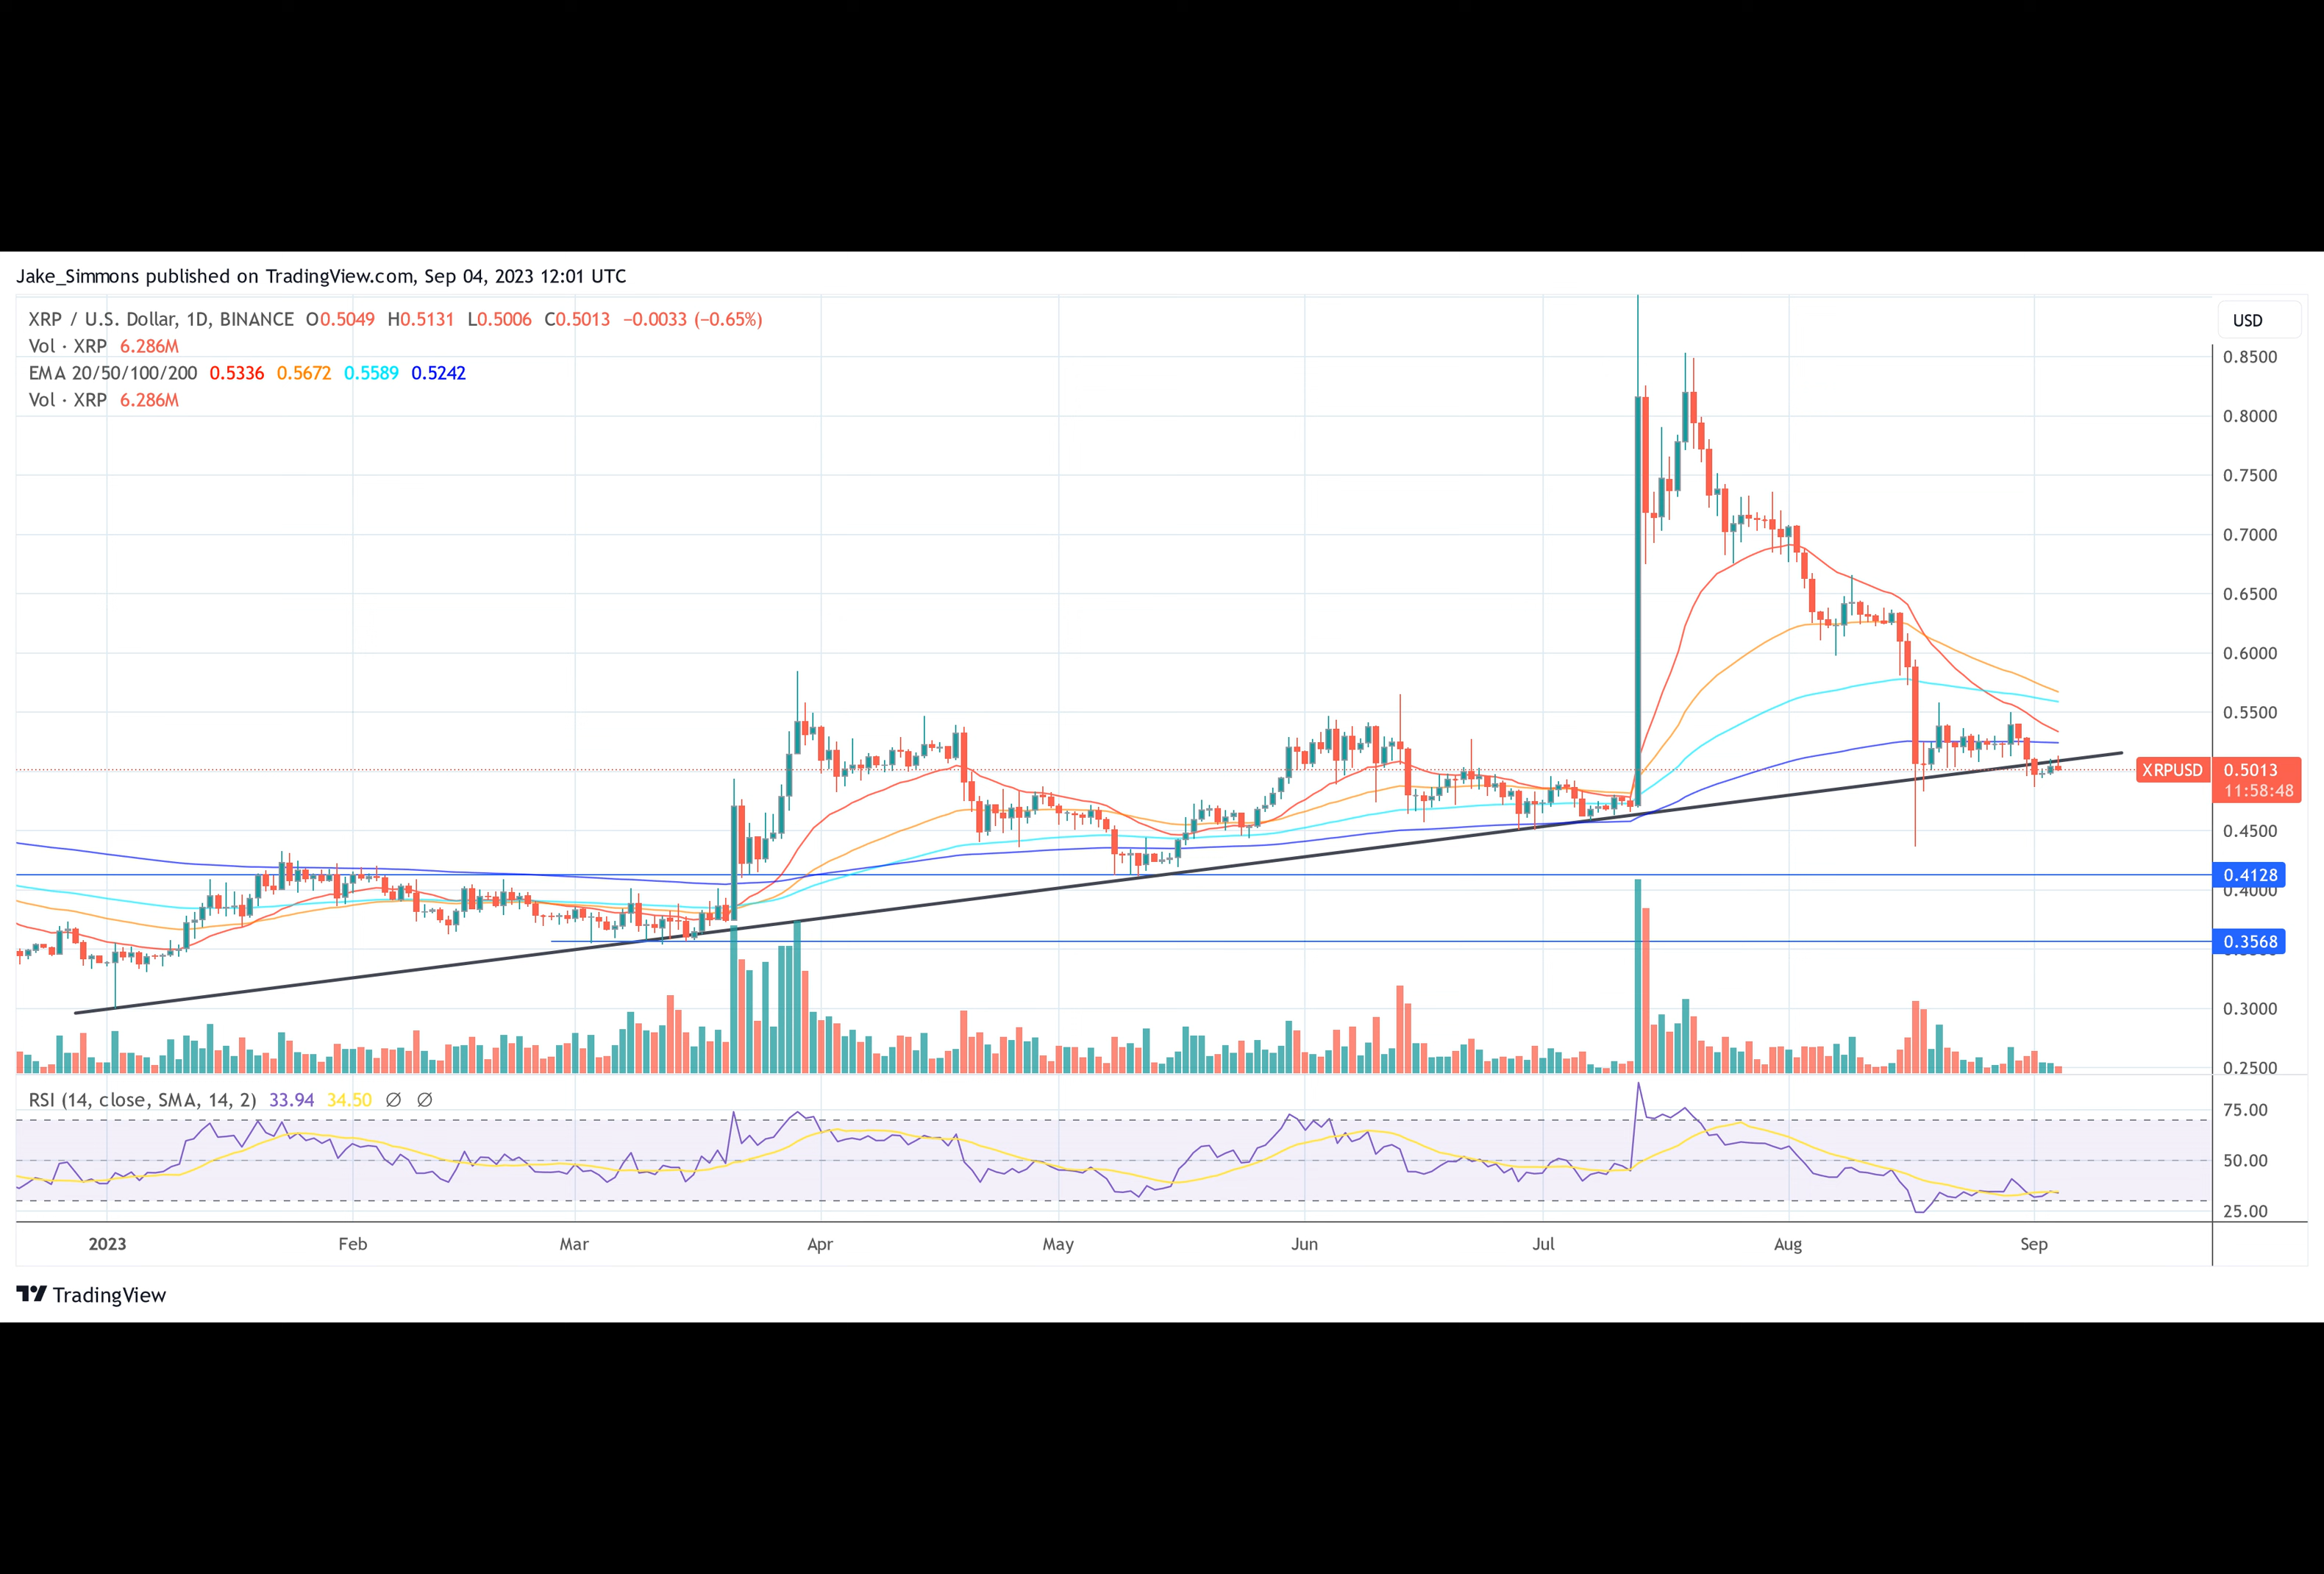 Jake_Simmons published on TradingView.com, Sep 04, 2023 12:01 UTC
XRP / U.S. Dollar, 1D, BINANCE O0.5049 H0.5131 L0.5006 C0.5013 −0.0033 (−0.65%)
Vol · XRP 6.286M
EMA 20/50/100/200 0.5336 0.5672 0.5589 0.5242
Vol · XRP 6.286M
USD
0.8500
0.8000
0.7500
0.7000
0.6500
0.6000
0.5500
XRPUSD 0.5013
11:58:48
0.4500
0.4128
0.4000
0.3568
0.3000
0.2500
RSI (14, close, SMA, 14, 2) 33.94 34.50 ∅ ∅
75.00
50.00
25.00
2023 Feb Mar Apr May Jun Jul Aug Sep
TradingView